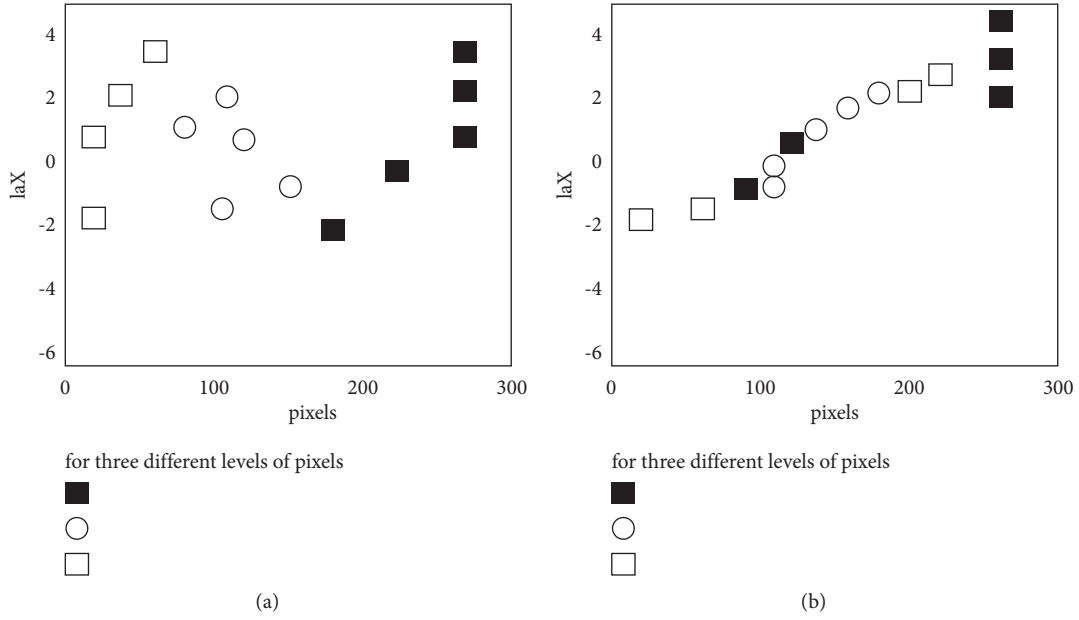 4
2
0
-2
-4
-6
laX
0 100 200 300
pixels
for three different levels of pixels
(a)
4
2
0
-2
-4
-6
laX
0 100 200 300
pixels
for three different levels of pixels
(b)